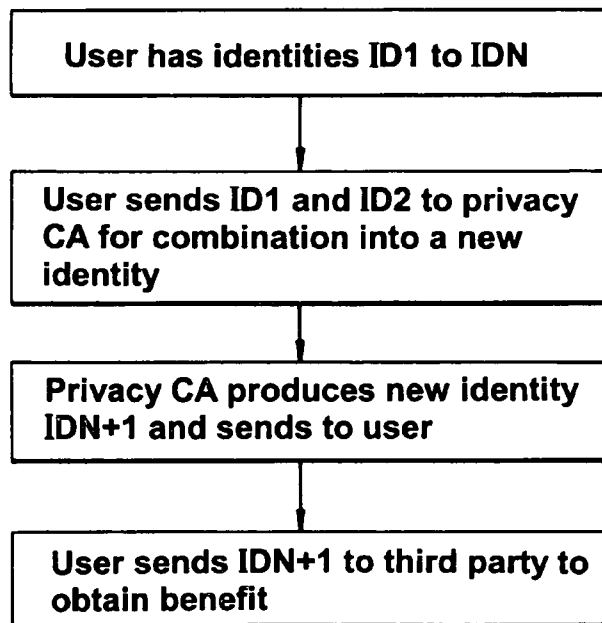 User has identities ID1 to IDN
User sends ID1 and ID2 to privacy
CA for combination into a new
identity
Privacy CA produces new identity
IDN+1 and sends to user
User sends IDN+1 to third party to
obtain benefit